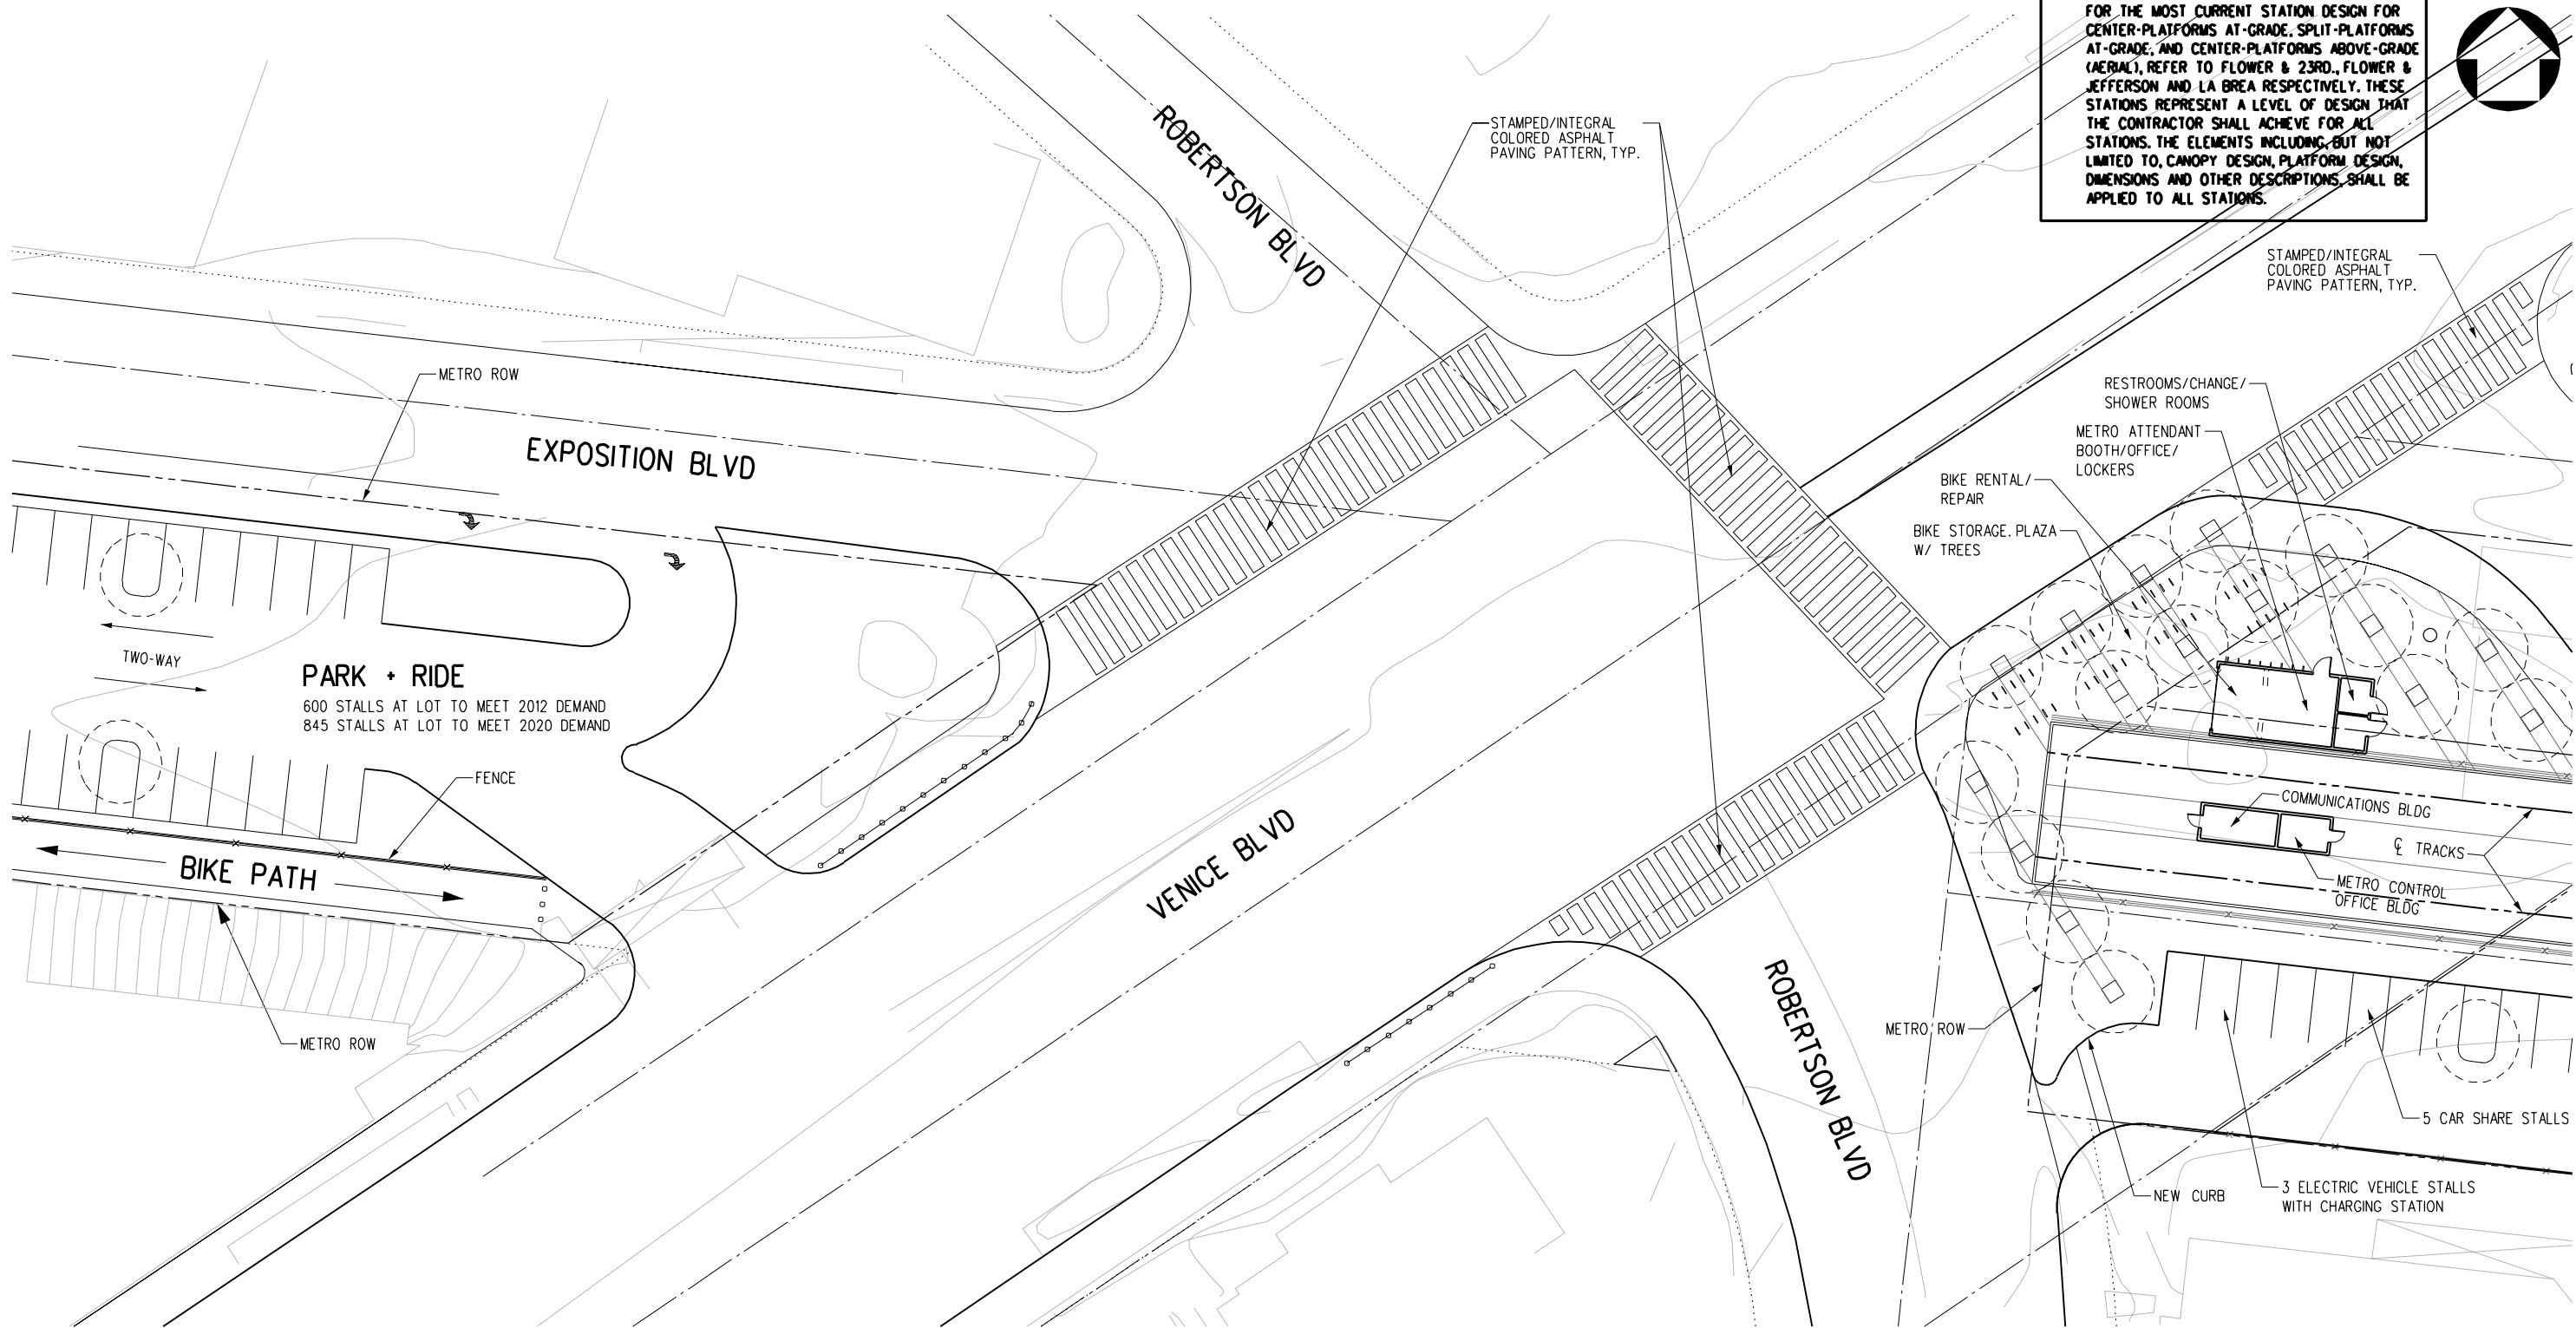 FOR THE MOST CURRENT STATION DESIGN FOR
CENTER-PLATFORMS AT-GRADE, SPLIT-PLATFORMS
AT-GRADE, AND CENTER-PLATFORMS ABOVE-GRADE
(AERIAL), REFER TO FLOWER & 23RD., FLOWER &
JEFFERSON AND LA BREA RESPECTIVELY. THESE
STATIONS REPRESENT A LEVEL OF DESIGN THAT
THE CONTRACTOR SHALL ACHIEVE FOR ALL
STATIONS. THE ELEMENTS INCLUDING, BUT NOT
LIMITED TO, CANOPY DESIGN, PLATFORM DESIGN,
DIMENSIONS AND OTHER DESCRIPTIONS, SHALL BE
APPLIED TO ALL STATIONS.
ROBERTSON BLVD
STAMPED/INTEGRAL
COLORED ASPHALT
PAVING PATTERN, TYP.
STAMPED/INTEGRAL
COLORED ASPHALT
PAVING PATTERN, TYP.
METRO ROW
EXPOSITION BLVD
RESTROOMS/CHANGE/
SHOWER ROOMS
METRO ATTENDANT
BOOTH/OFFICE/
LOCKERS
BIKE RENTAL/
REPAIR
BIKE STORAGE. PLAZA
W/ TREES
TWO-WAY
PARK + RIDE
600 STALLS AT LOT TO MEET 2012 DEMAND
845 STALLS AT LOT TO MEET 2020 DEMAND
FENCE
BIKE PATH
METRO ROW
VENICE BLVD
COMMUNICATIONS BLDG
℄ TRACKS
METRO CONTROL
OFFICE BLDG
ROBERTSON BLVD
METRO ROW
5 CAR SHARE STALLS
NEW CURB
3 ELECTRIC VEHICLE STALLS
WITH CHARGING STATION